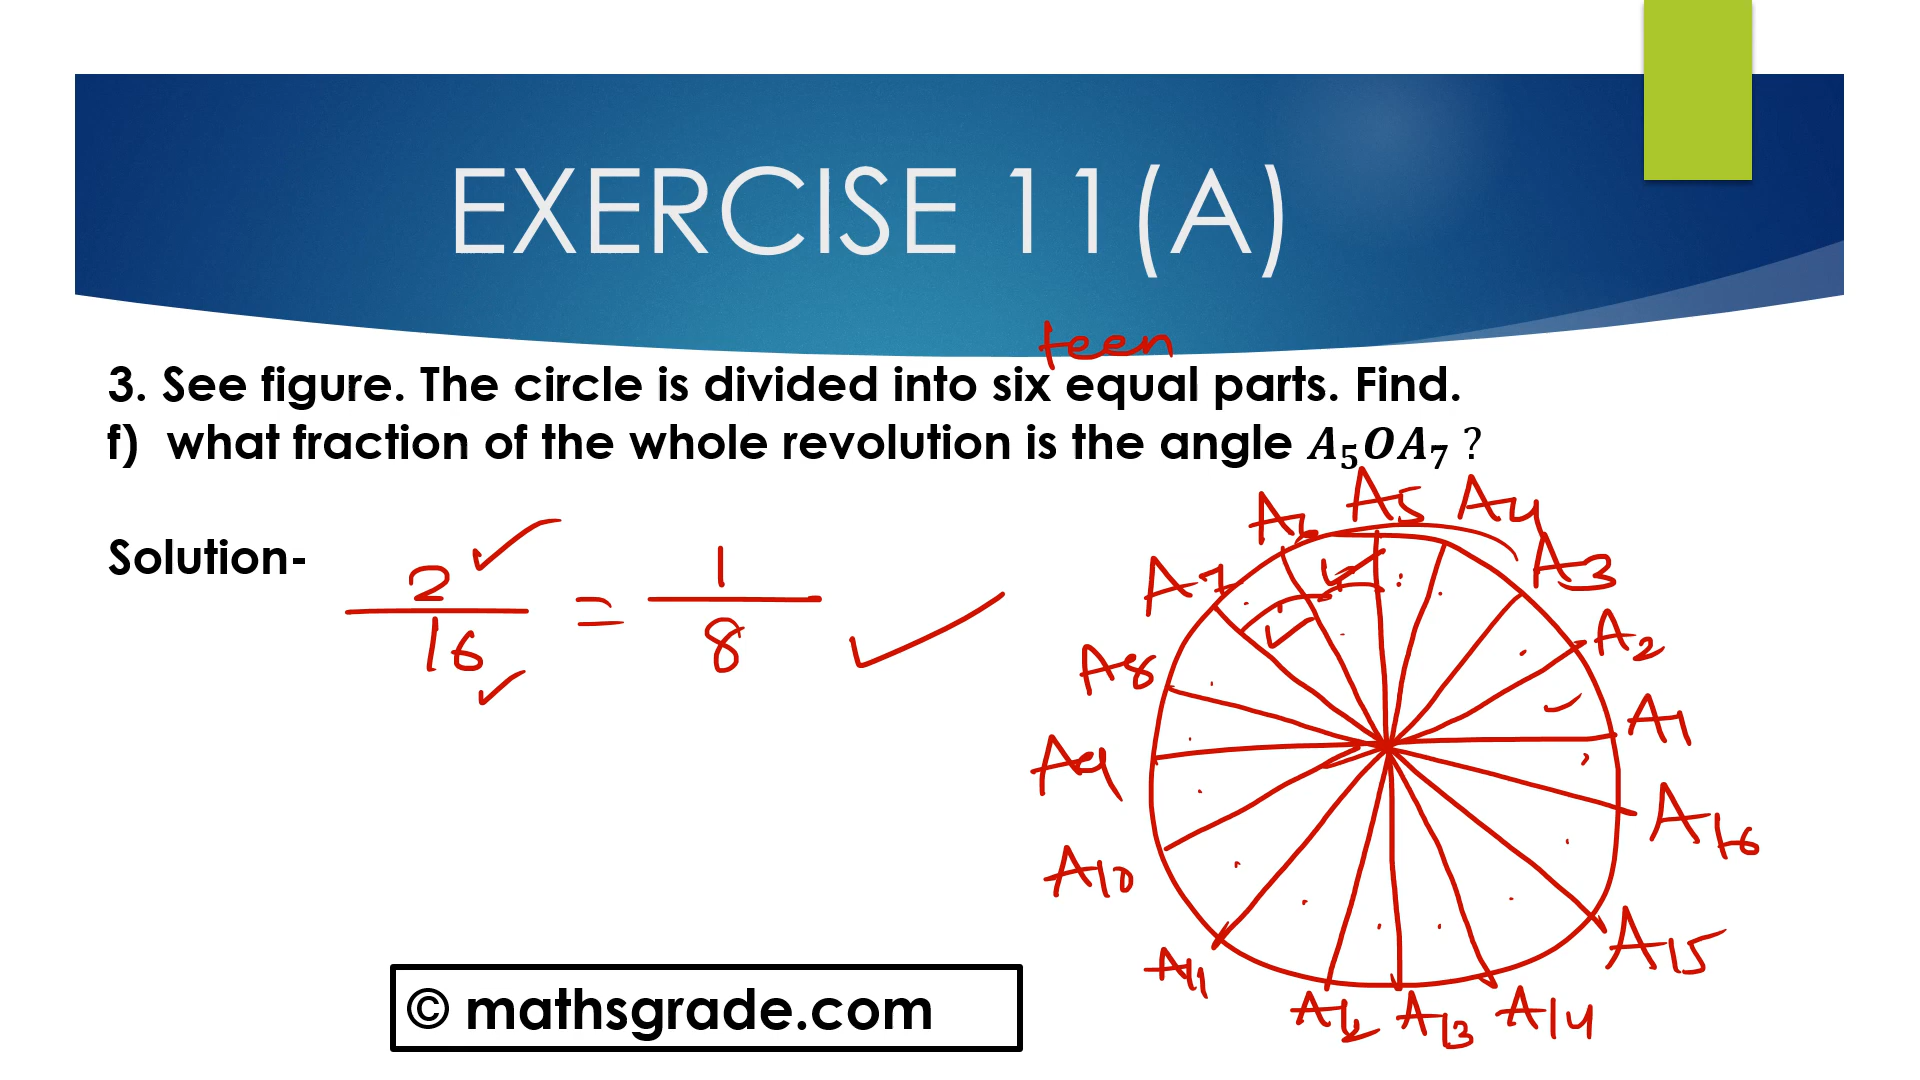 EXERCISE 11(A)
teen
3. See figure. The circle is divided into six equal parts. Find.
f) what fraction of the whole revolution is the angle A₅OA₇ ?
Solution-
2/16 = 1/8
A5
A4
A6
A3
A7
A2
A8
A1
A9
A16
A10
A15
A11
A12
A13
A14
© mathsgrade.com